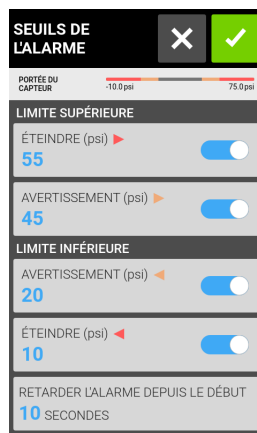 SEUILS DE
L'ALARME
PORTÉE DU
CAPTEUR
-10.0 psi
75.0 psi
LIMITE SUPÉRIEURE
ÉTEINDRE (psi)
55
AVERTISSEMENT (psi)
45
LIMITE INFÉRIEURE
AVERTISSEMENT (psi)
20
ÉTEINDRE (psi)
10
RETARDER L'ALARME DEPUIS LE DÉBUT
10 SECONDES